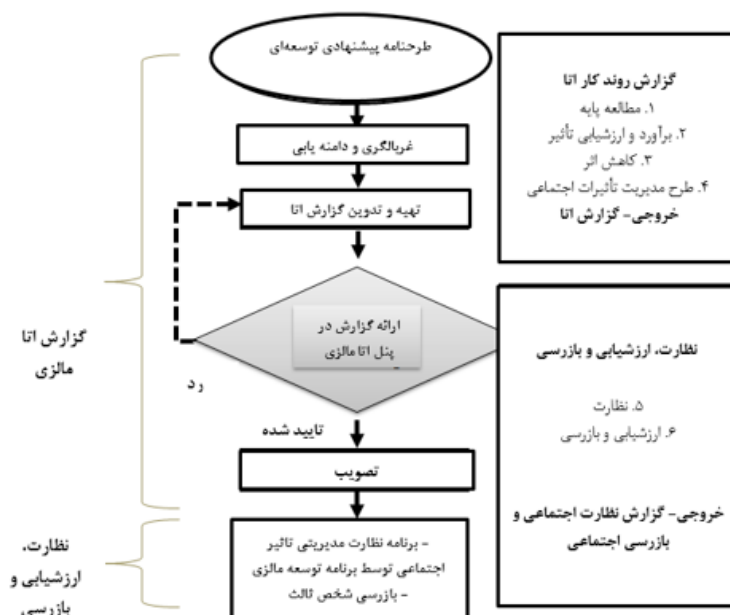 طرحنامه پیشنهادی توسعه‌ای
غربالگری و دامنه یابی
تهیه و تدوین گزارش اتا
ارائه گزارش در
پنل اتا مالزی
رد
تایید شده
تصویب
- برنامه نظارت مدیریتی تاثیر
اجتماعی توسط برنامه توسعه مالزی
- بازرسی شخص ثالث
گزارش روند کار اتا
۱. مطالعه پایه
۲. برآورد و ارزشیابی تأثیر
۳. کاهش اثر
۴. طرح مدیریت تأثیرات اجتماعی
خروجی- گزارش اتا
نظارت، ارزشیابی و بازرسی
۵. نظارت
۶. ارزشیابی و بازرسی
خروجی- گزارش نظارت اجتماعی و
بازرسی اجتماعی
گزارش اتا
مالزی
نظارت،
ارزشیابی و
بازرسی